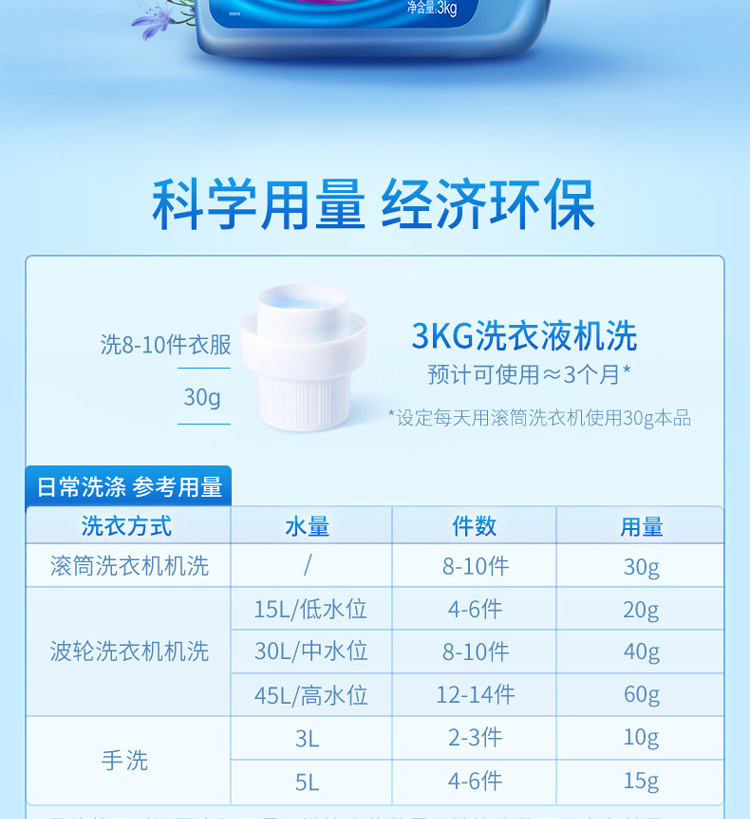 净含量:3kg
科学用量 经济环保
洗8-10件衣服
30g
3KG洗衣液机洗
预计可使用≈3个月*
*设定每天用滚筒洗衣机使用30g本品
日常洗涤 参考用量
洗衣方式 水量 件数 用量
滚筒洗衣机机洗 / 8-10件 30g
波轮洗衣机机洗 15L/低水位 4-6件 20g
30L/中水位 8-10件 40g
45L/高水位 12-14件 60g
手洗 3L 2-3件 10g
5L 4-6件 15g